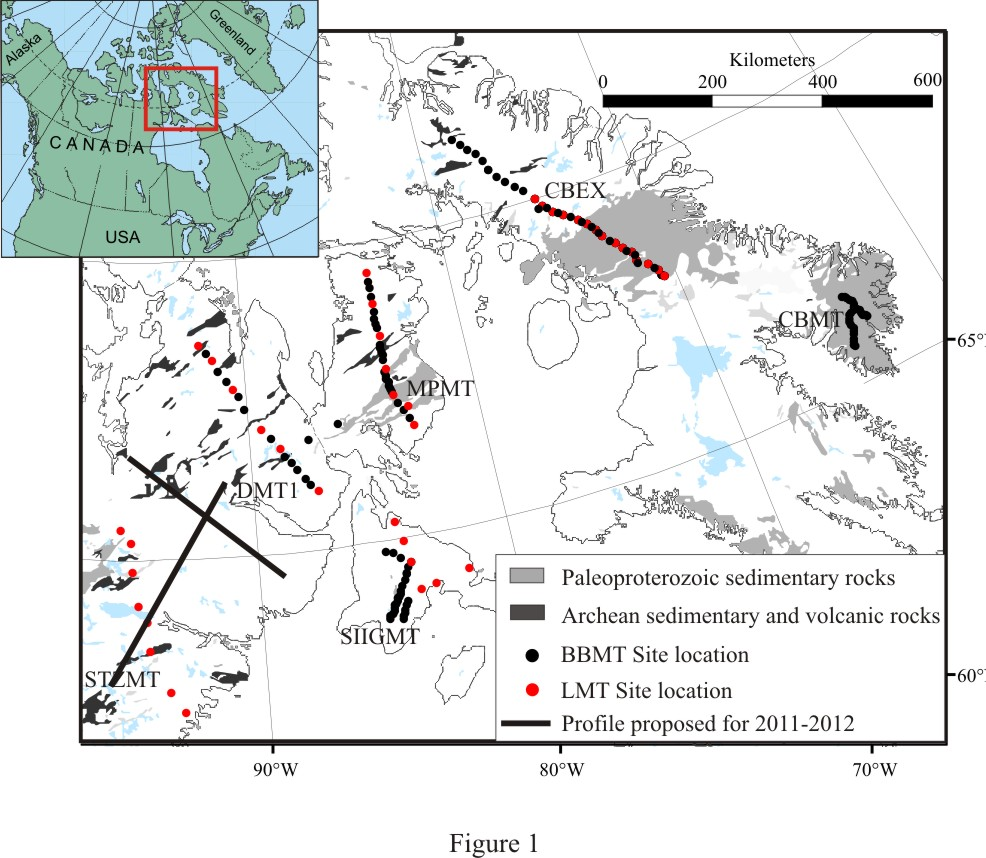 Alaska
Greenland
CANADA
USA
Kilometers
0 200 400 600
CBEX
CBMT
MPMT
DMT1
SIIGMT
STZMT
65°
60°
Paleoproterozoic sedimentary rocks
Archean sedimentary and volcanic rocks
BBMT Site location
LMT Site location
Profile proposed for 2011-2012
90°W 80°W 70°W
Figure 1